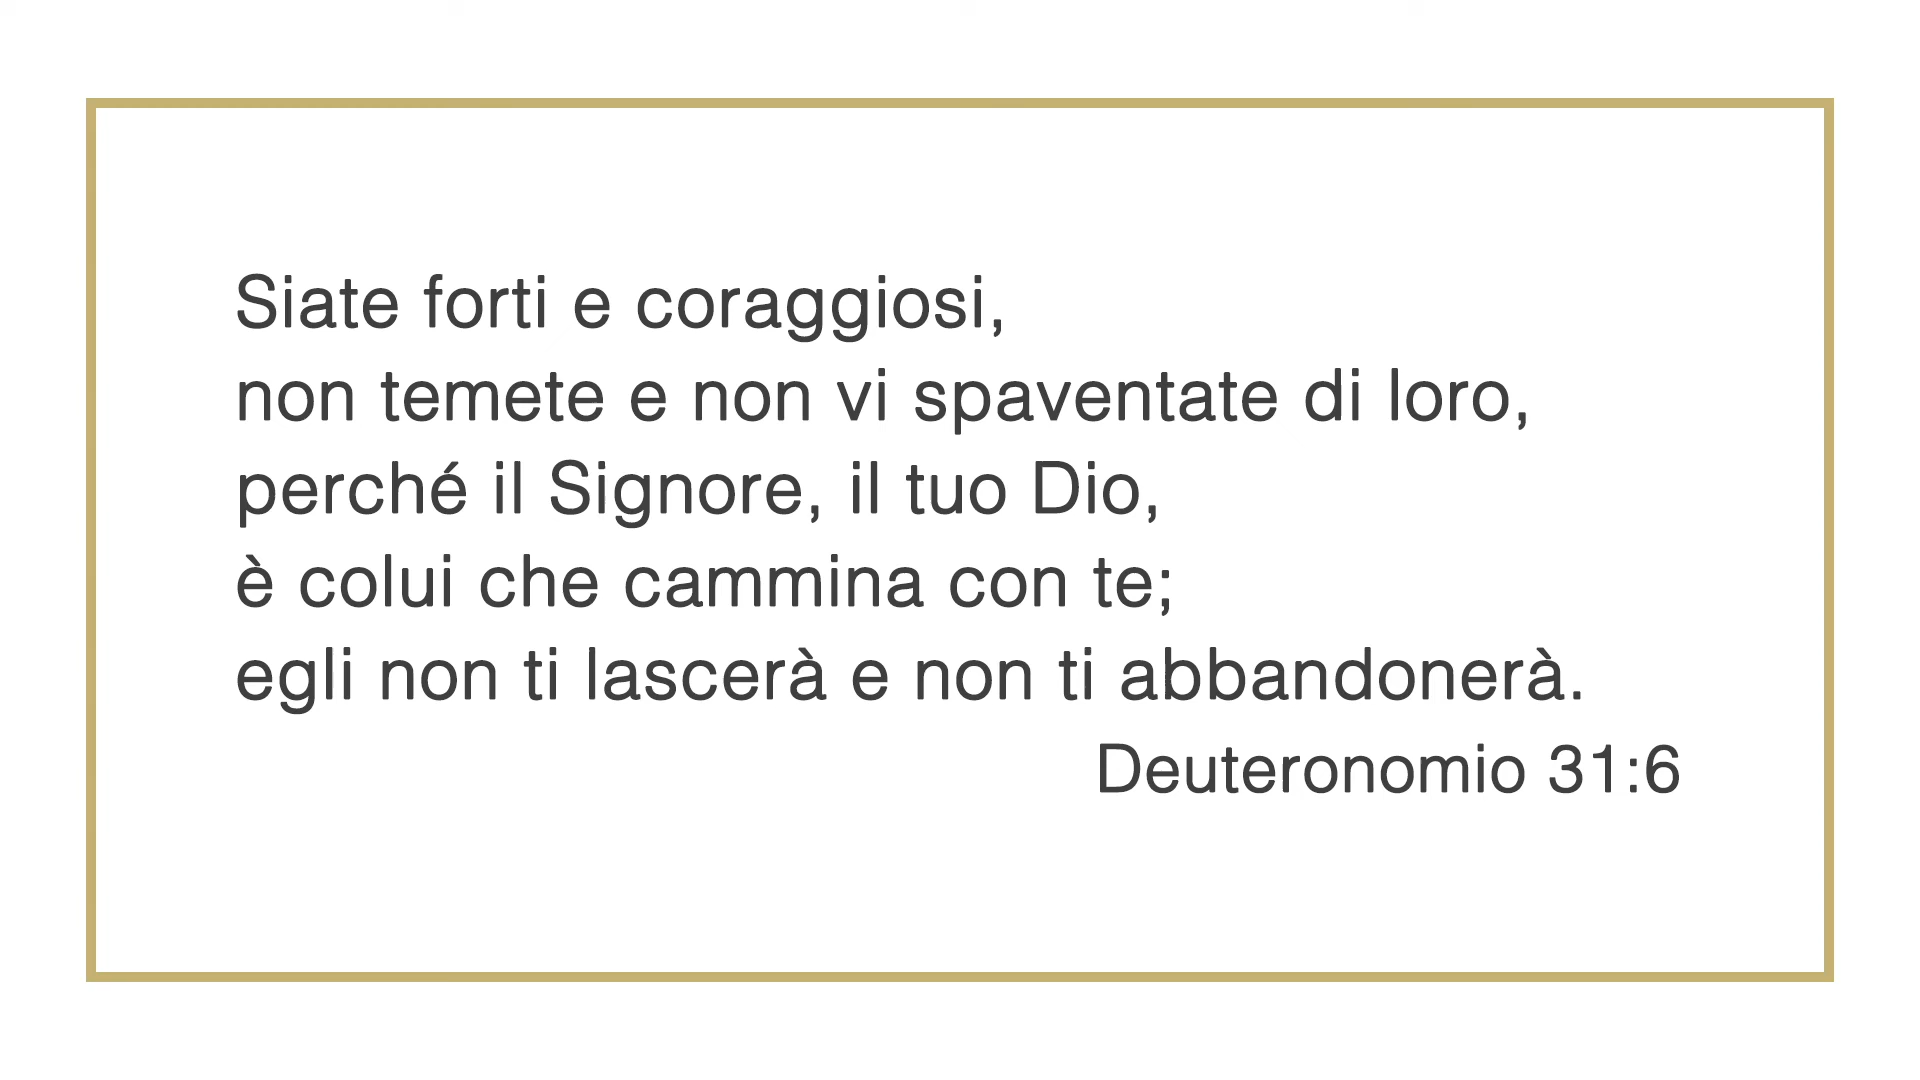 Siate forti e coraggiosi,
non temete e non vi spaventate di loro,
perché il Signore, il tuo Dio,
è colui che cammina con te;
egli non ti lascerà e non ti abbandonerà.
Deuteronomio 31:6